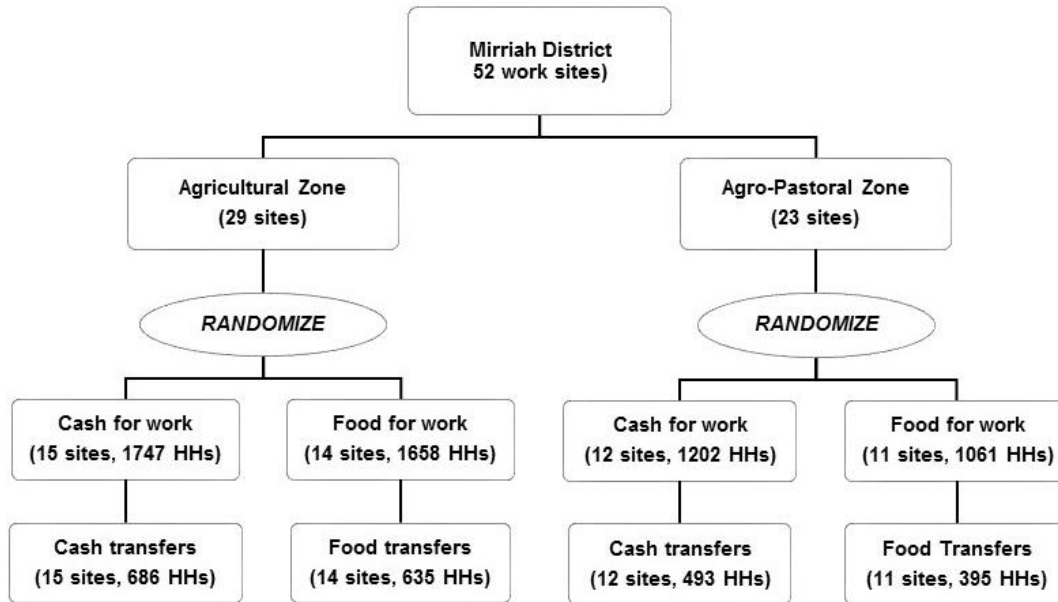 Mirriah District
52 work sites)
Agricultural Zone
(29 sites)
Agro-Pastoral Zone
(23 sites)
RANDOMIZE
RANDOMIZE
Cash for work
(15 sites, 1747 HHs)
Food for work
(14 sites, 1658 HHs)
Cash for work
(12 sites, 1202 HHs)
Food for work
(11 sites, 1061 HHs)
Cash transfers
(15 sites, 686 HHs)
Food transfers
(14 sites, 635 HHs)
Cash transfers
(12 sites, 493 HHs)
Food Transfers
(11 sites, 395 HHs)